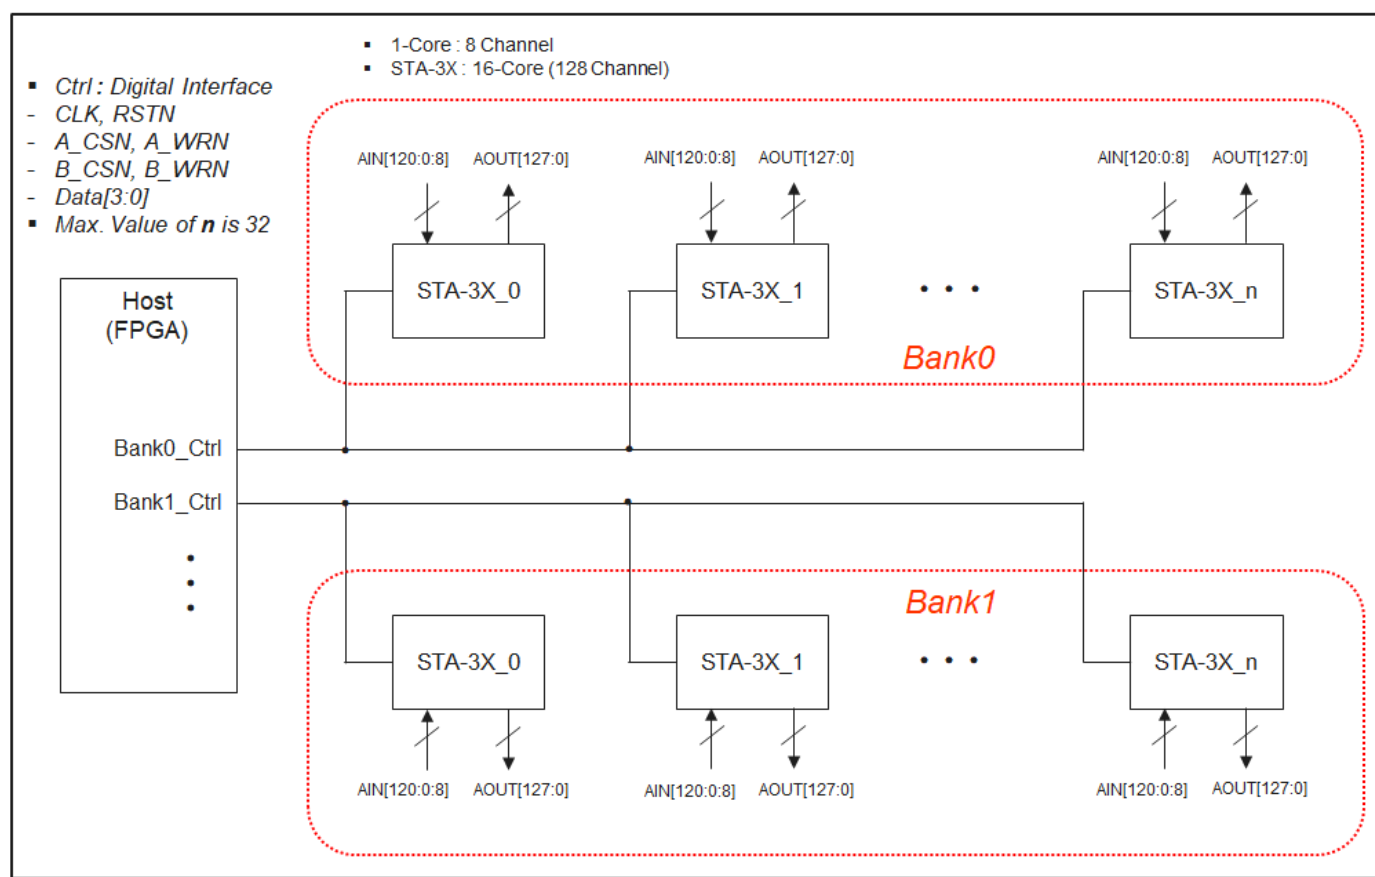 ▪ 1-Core : 8 Channel
▪ STA-3X : 16-Core (128 Channel)
▪ Ctrl : Digital Interface
- CLK, RSTN
- A_CSN, A_WRN
- B_CSN, B_WRN
- Data[3:0]
▪ Max. Value of n is 32
AIN[120:0:8] AOUT[127:0] AIN[120:0:8] AOUT[127:0] AIN[120:0:8] AOUT[127:0]
STA-3X_0 STA-3X_1 • • • STA-3X_n
Bank0
Host
(FPGA)
Bank0_Ctrl
Bank1_Ctrl
Bank1
STA-3X_0 STA-3X_1 • • • STA-3X_n
AIN[120:0:8] AOUT[127:0] AIN[120:0:8] AOUT[127:0] AIN[120:0:8] AOUT[127:0]